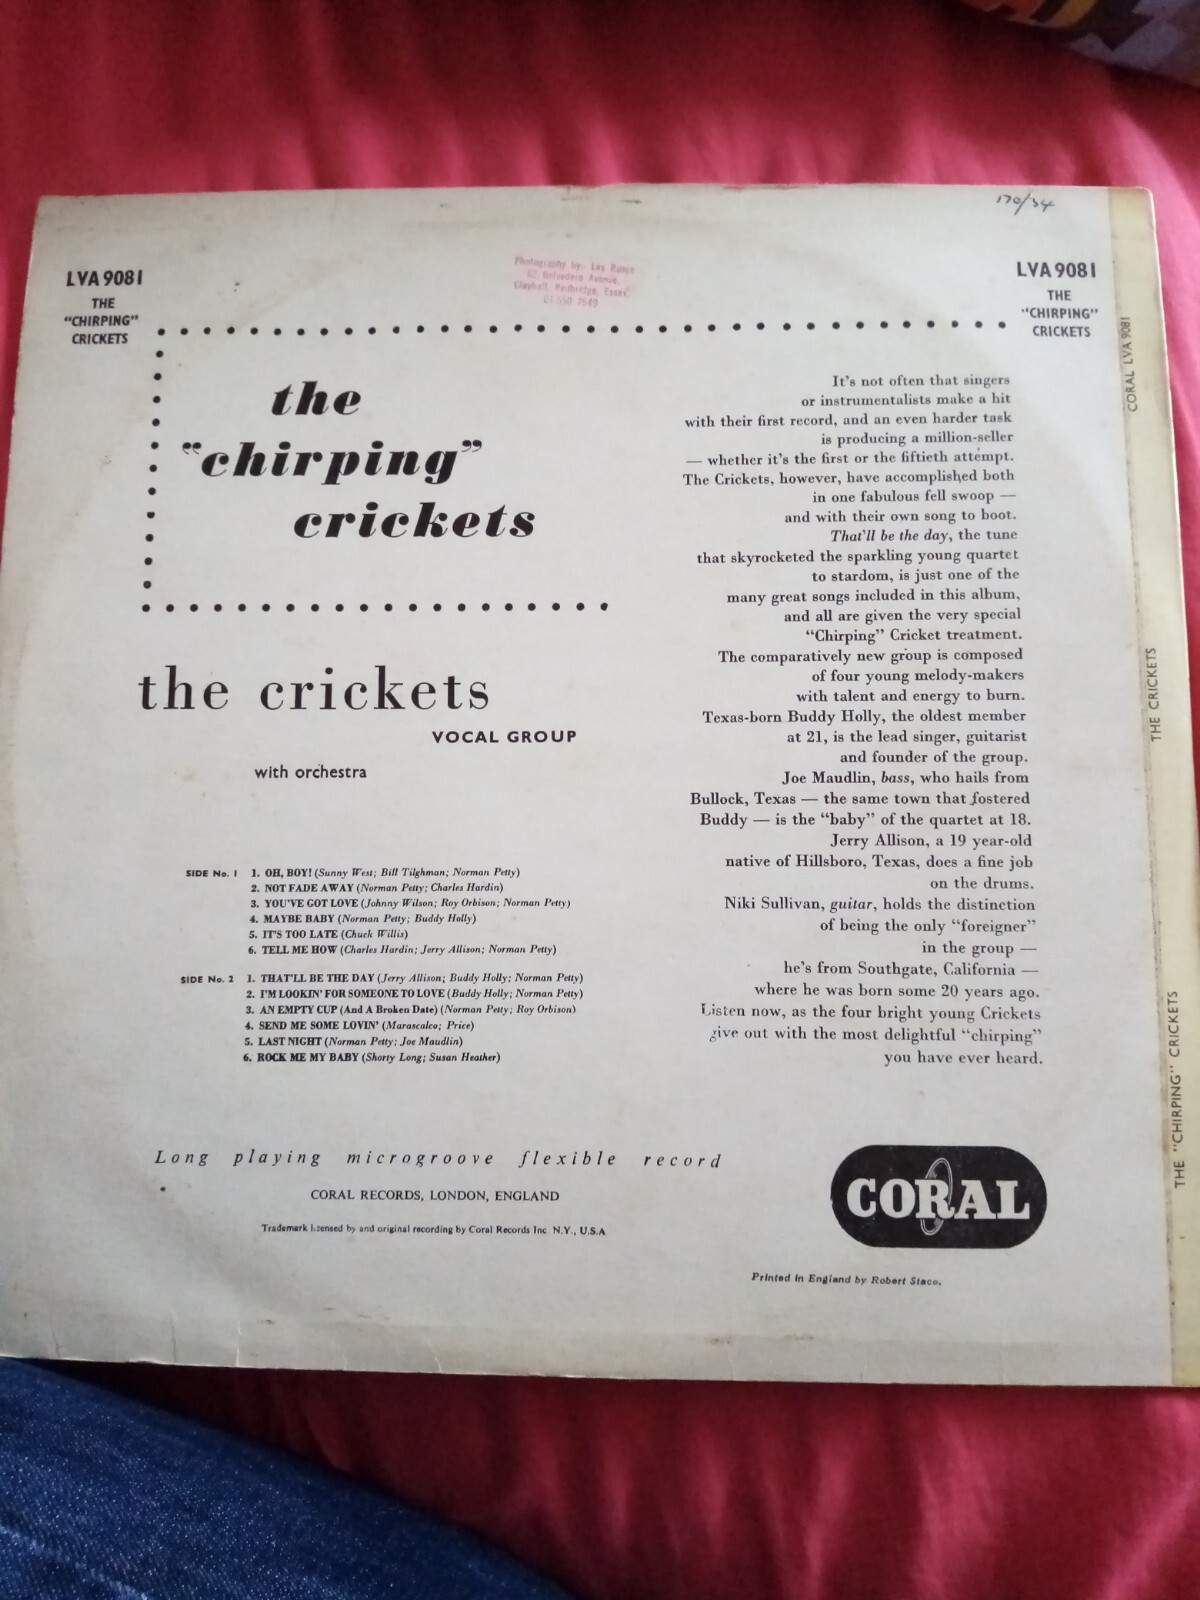 170/34
LVA 9081
THE
"CHIRPING"
CRICKETS
Photography by:- Les
62 Belvedere Avenue,
Clayhall, Redbridge, Essex.
01 550 7549
LVA 9081
THE
"CHIRPING"
CRICKETS
the
"chirping"
crickets
the crickets
VOCAL GROUP
with orchestra
SIDE No. 1 1. OH, BOY! (Sunny West; Bill Tilghman; Norman Petty)
2. NOT FADE AWAY (Norman Petty; Charles Hardin)
3. YOU'VE GOT LOVE (Johnny Wilson; Roy Orbison; Norman Petty)
4. MAYBE BABY (Norman Petty; Buddy Holly)
5. IT'S TOO LATE (Chuck Willis)
6. TELL ME HOW (Charles Hardin; Jerry Allison; Norman Petty)
SIDE No. 2 1. THAT'LL BE THE DAY (Jerry Allison; Buddy Holly; Norman Petty)
2. I'M LOOKIN' FOR SOMEONE TO LOVE (Buddy Holly; Norman Petty)
3. AN EMPTY CUP (And A Broken Date) (Norman Petty; Roy Orbison)
4. SEND ME SOME LOVIN' (Marascalco; Price)
5. LAST NIGHT (Norman Petty; Joe Maudlin)
6. ROCK ME MY BABY (Shorty Long; Susan Heather)
It's not often that singers
or instrumentalists make a hit
with their first record, and an even harder task
is producing a million-seller
— whether it's the first or the fiftieth attempt.
The Crickets, however, have accomplished both
in one fabulous fell swoop —
and with their own song to boot.
That'll be the day, the tune
that skyrocketed the sparkling young quartet
to stardom, is just one of the
many great songs included in this album,
and all are given the very special
"Chirping" Cricket treatment.
The comparatively new group is composed
of four young melody-makers
with talent and energy to burn.
Texas-born Buddy Holly, the oldest member
at 21, is the lead singer, guitarist
and founder of the group.
Joe Maudlin, bass, who hails from
Bullock, Texas — the same town that fostered
Buddy — is the "baby" of the quartet at 18.
Jerry Allison, a 19 year-old
native of Hillsboro, Texas, does a fine job
on the drums.
Niki Sullivan, guitar, holds the distinction
of being the only "foreigner"
in the group —
he's from Southgate, California —
where he was born some 20 years ago.
Listen now, as the four bright young Crickets
give out with the most delightful "chirping"
you have ever heard.
Long playing microgroove flexible record
CORAL RECORDS, LONDON, ENGLAND
Trademark licensed by and original recording by Coral Records Inc N.Y., U.S.A
CORAL
Printed in England by Robert Stace.
CORAL LVA 9081
THE CRICKETS
THE "CHIRPING" CRICKETS